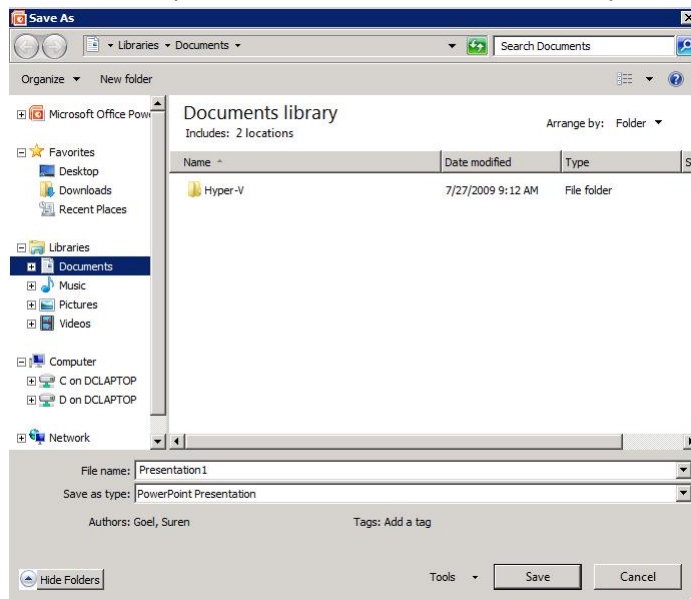 Save As
Libraries Documents
Search Documents
Organize New folder
Microsoft Office Pow
Favorites
Desktop
Downloads
Recent Places
Libraries
Documents
Music
Pictures
Videos
Computer
C on DCLAPTOP
D on DCLAPTOP
Network
Documents library
Includes: 2 locations
Arrange by: Folder
Name Date modified Type S
Hyper-V 7/27/2009 9:12 AM File folder
File name: Presentation1
Save as type: PowerPoint Presentation
Authors: Goel, Suren Tags: Add a tag
Hide Folders Tools Save Cancel